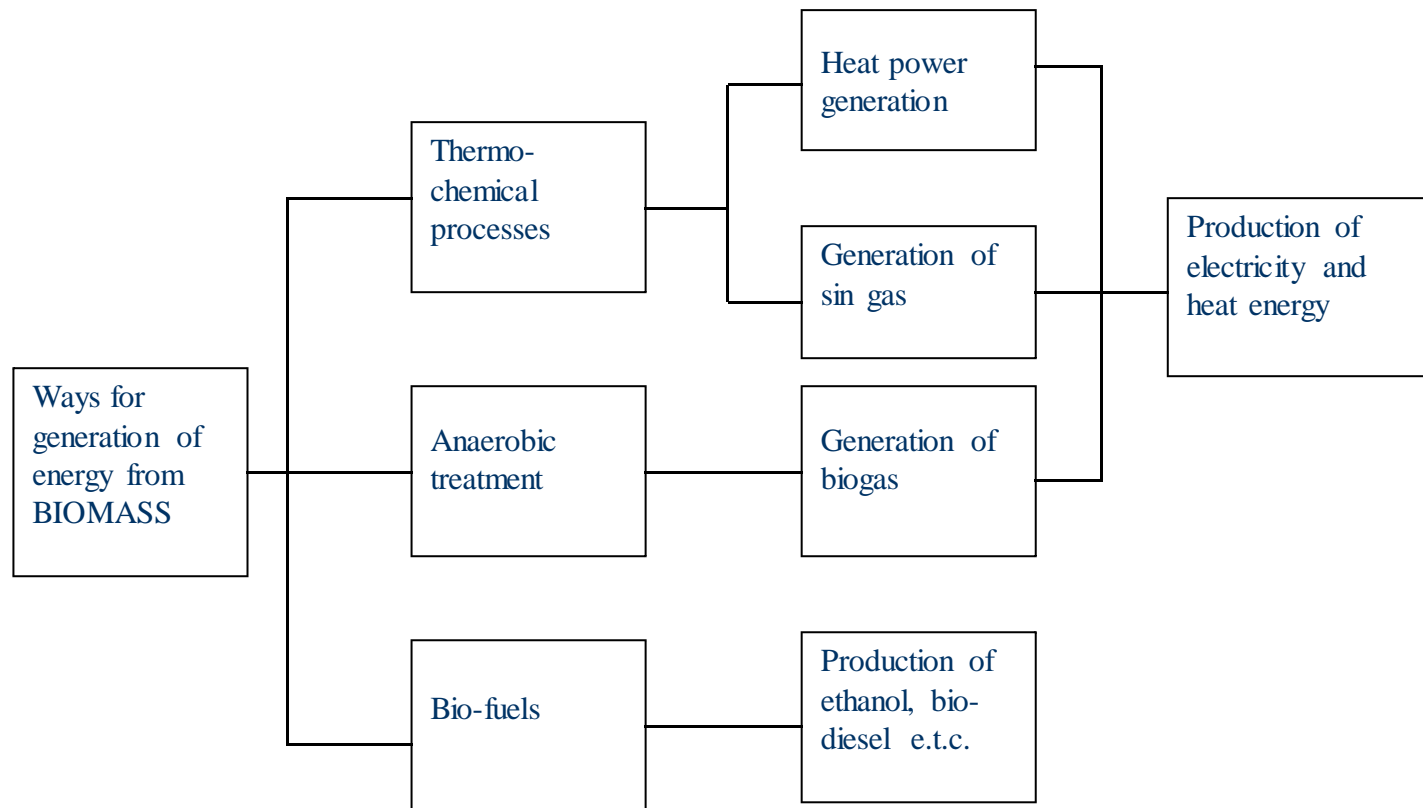 Heat power
generation
Thermo-
chemical
processes
Generation of
sin gas
Production of
electricity and
heat energy
Ways for
generation of
energy from
BIOMASS
Anaerobic
treatment
Generation of
biogas
Bio-fuels
Production of
ethanol, bio-
diesel e.t.c.